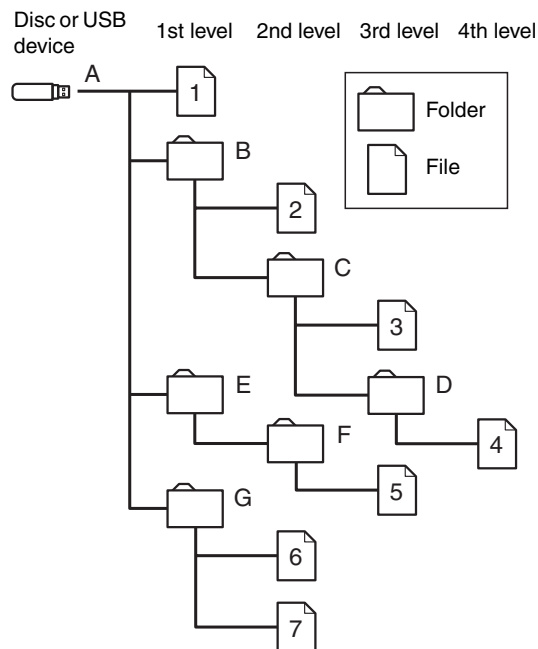 Disc or USB
device
1st level
2nd level
3rd level
4th level
A
1
Folder
B
File
2
C
3
E
D
F
4
5
G
6
7